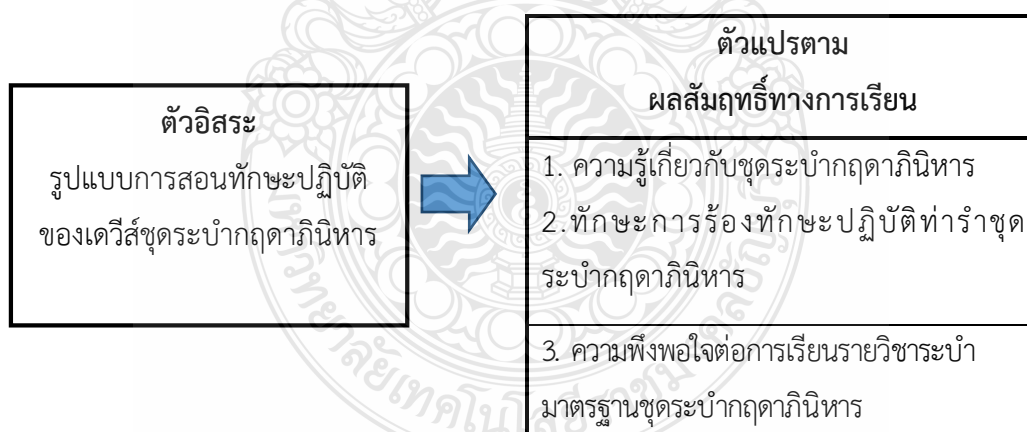 ตัวอิสระ
รูปแบบการสอนทักษะปฏิบัติ
ของเดวีส์ชุดระบำกฤดาภินิหาร
ตัวแปรตาม
ผลสัมฤทธิ์ทางการเรียน
1. ความรู้เกี่ยวกับชุดระบำกฤดาภินิหาร
2.ทักษะการร้องทักษะปฏิบัติท่ารำชุด
ระบำกฤดาภินิหาร
3. ความพึงพอใจต่อการเรียนรายวิชาระบำ
มาตรฐานชุดระบำกฤดาภินิหาร